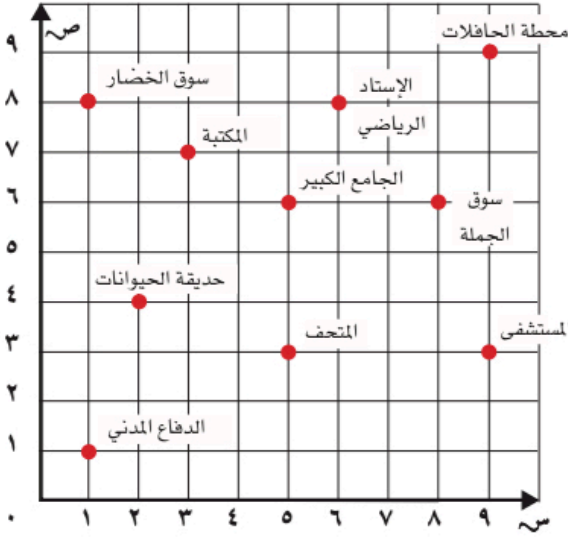 ص
محطة الحافلات
٩
سوق الخضار
الإستاد
٨
الرياضي
المكتبة
٧
الجامع الكبير
سوق
٦
الجملة
٥
حديقة الحيوانات
٤
المتحف
المستشفى
٣
٢
الدفاع المدني
١
٠ ١ ٢ ٣ ٤ ٥ ٦ ٧ ٨ ٩ س